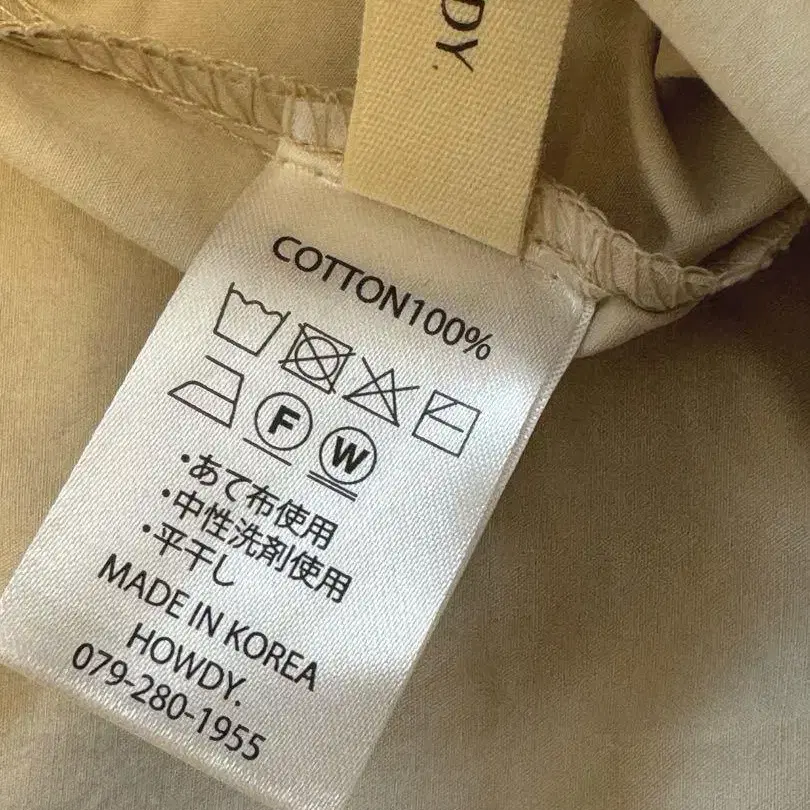 DY.
COTTON100%
F W
・あて布使用
・中性洗剤使用
・平干し
MADE IN KOREA
HOWDY.
079-280-1955